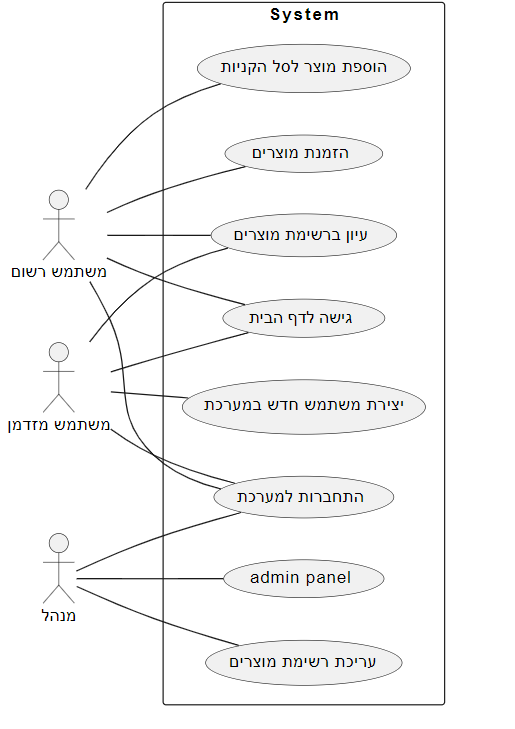 System
הוספת מוצר לסל הקניות
הזמנת מוצרים
עיון ברשימת מוצרים
משתמש רשום
גישה לדף הבית
יצירת משתמש חדש במערכת
משתמש מזדמן
התחברות למערכת
admin panel
מנהל
עריכת רשימת מוצרים